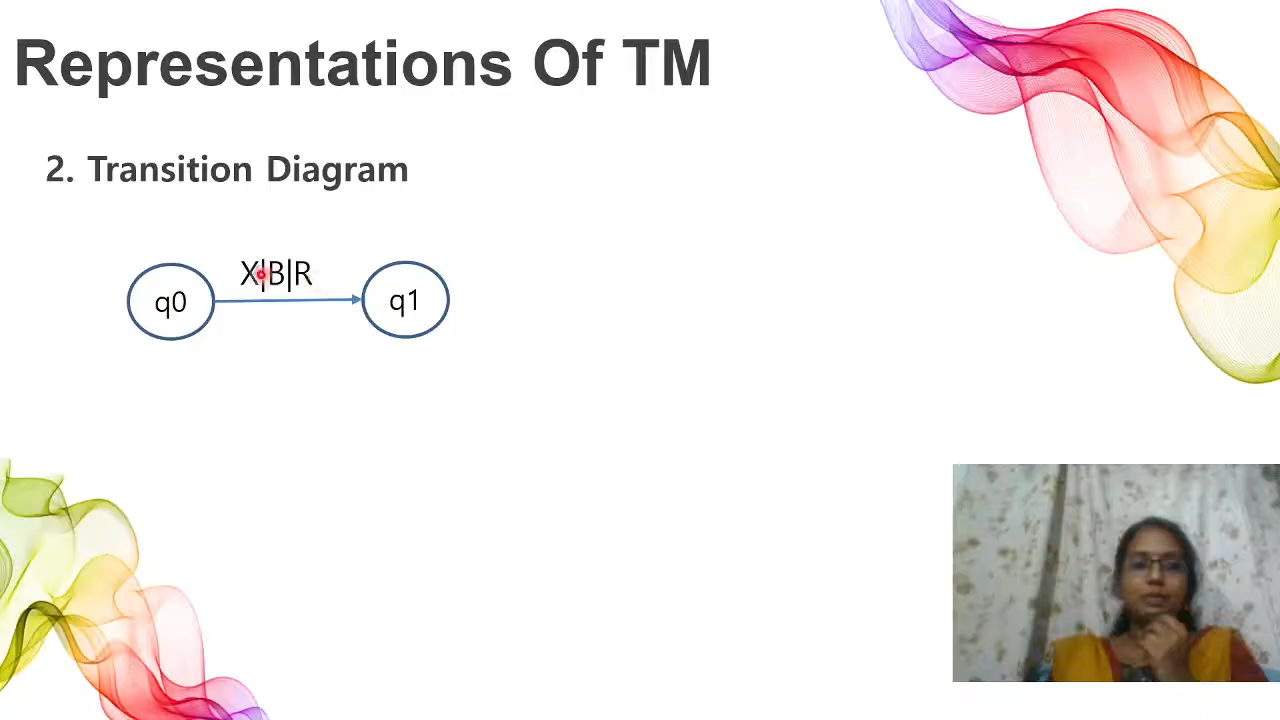 Representations Of TM
2. Transition Diagram
X|B|R
q0
q1